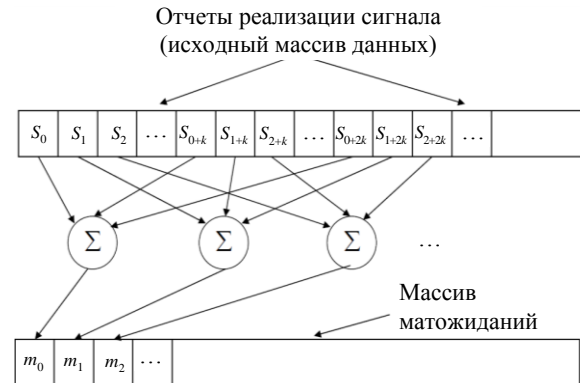 Отчеты реализации сигнала
(исходный массив данных)
S₀ S₁ S₂ … S₀₊ₖ S₁₊ₖ S₂₊ₖ … S₀₊₂ₖ S₁₊₂ₖ S₂₊₂ₖ …
Σ Σ Σ …
Массив
матожиданий
m₀ m₁ m₂ …